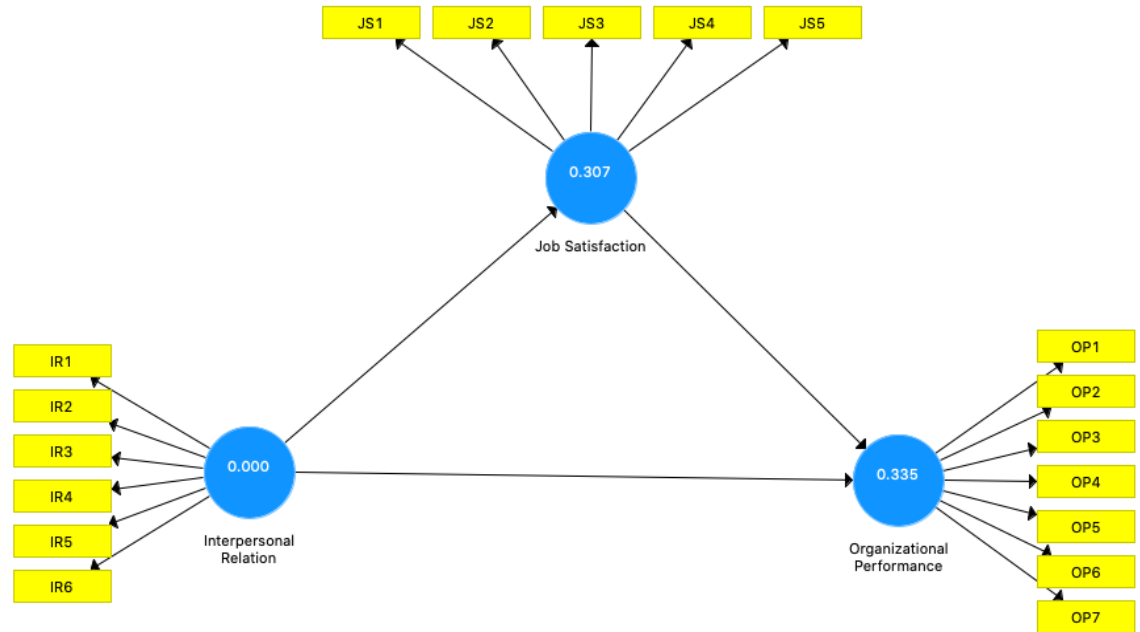 JS1
JS2
JS3
JS4
JS5
0.307
Job Satisfaction
IR1
IR2
IR3
IR4
IR5
IR6
0.000
Interpersonal
Relation
0.335
Organizational
Performance
OP1
OP2
OP3
OP4
OP5
OP6
OP7